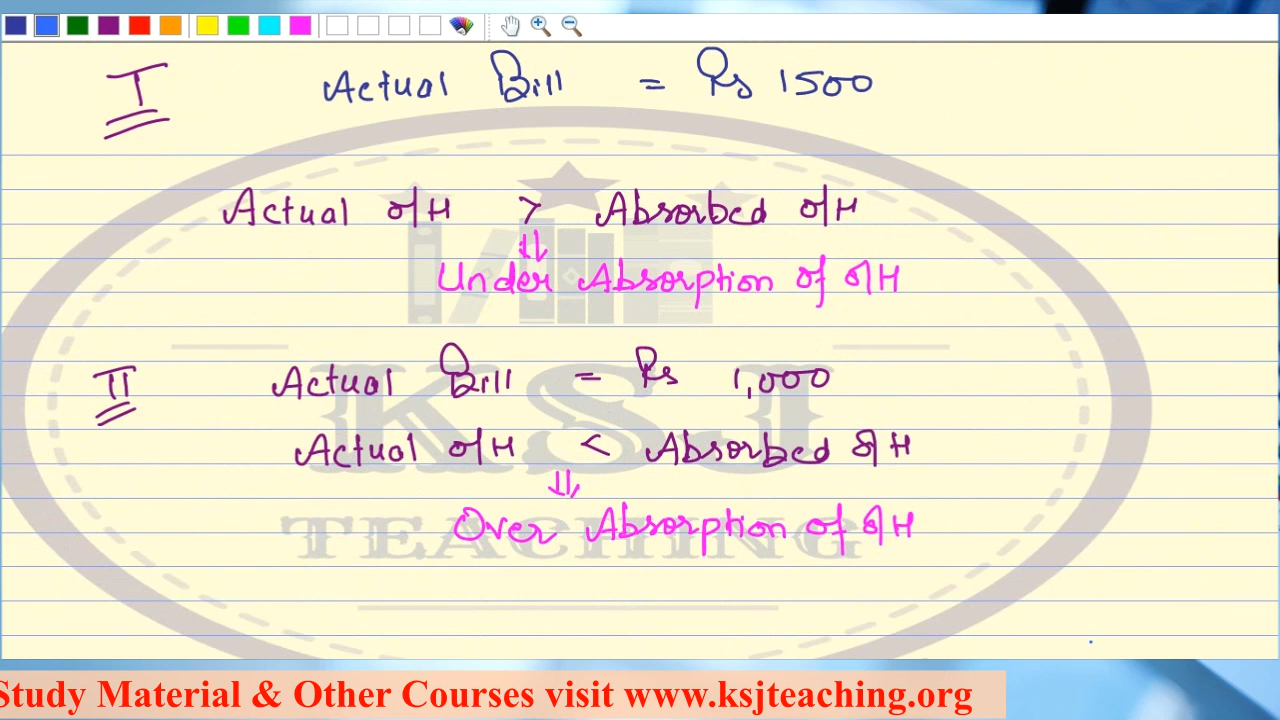 I Actual Bill = Rs 1500
Actual o/H > Absorbed o/H
⇓
Under Absorption of o/H
II Actual Bill = Rs 1,000
Actual o/H < Absorbed o/H
⇓
Over Absorption of o/H
KSJ
TEACHING
Study Material & Other Courses visit www.ksjteaching.org